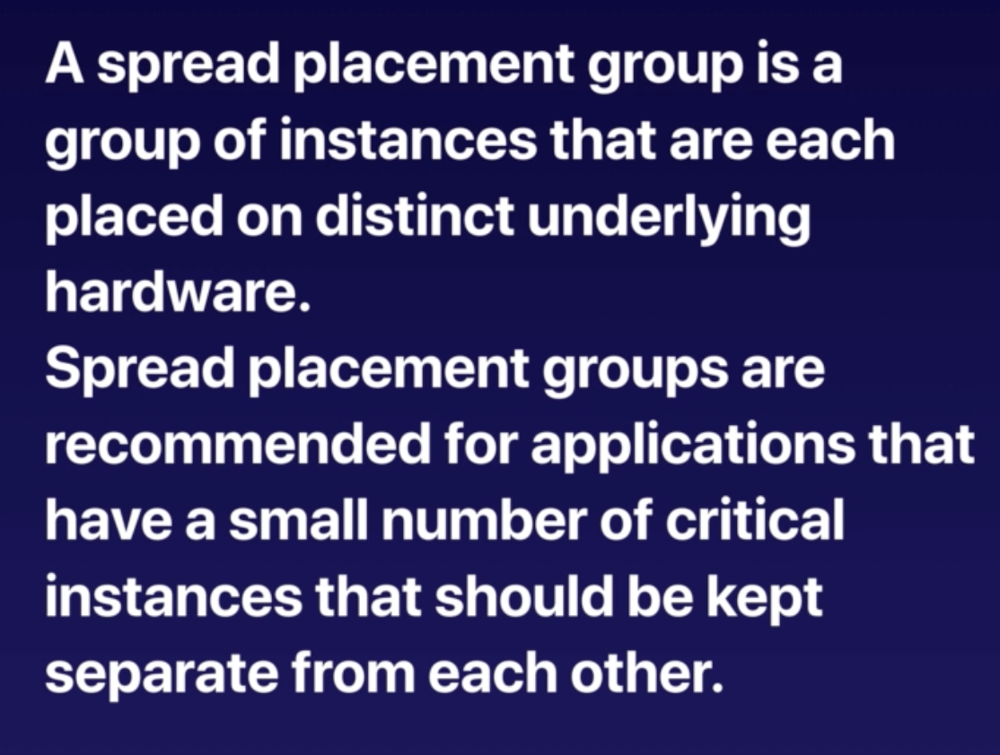 A spread placement group is a
group of instances that are each
placed on distinct underlying
hardware.
Spread placement groups are
recommended for applications that
have a small number of critical
instances that should be kept
separate from each other.